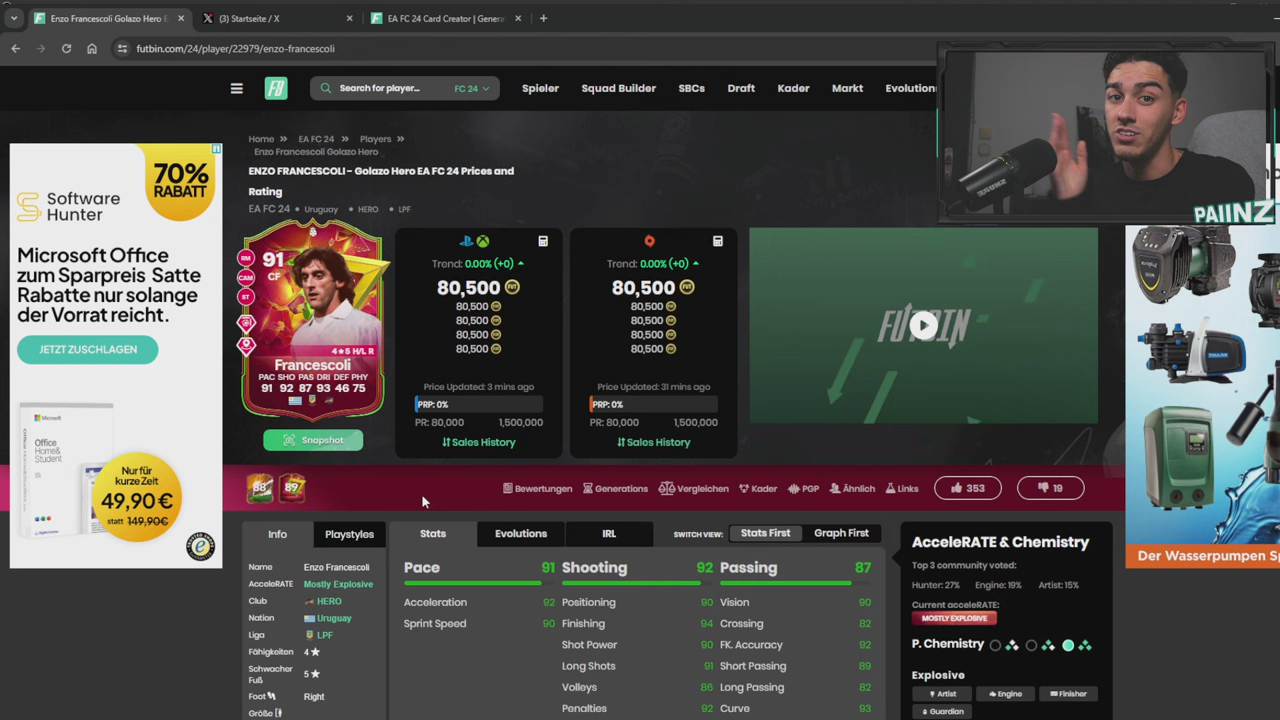 Enzo Francescoli Golazo Hero E
(3) Startseite / X
EA FC 24 Card Creator | Genera
futbin.com/24/player/22979/enzo-francescoli
FB
Search for player...
FC 24
Spieler
Squad Builder
SBCs
Draft
Kader
Markt
Evolution
PAIINZ
Home
EA FC 24
Players
Enzo Francescoli Golazo Hero
ENZO FRANCESCOLI - Golazo Hero EA FC 24 Prices and
Rating
EA FC 24 • Uruguay • HERO • LPF
70%
RABATT
Software
Hunter
Microsoft Office
zum Sparpreis Satte
Rabatte nur solange
der Vorrat reicht.
JETZT ZUSCHLAGEN
Microsoft
Office
Home&
Student
Nur für
kurze Zeit
49,90€
statt 149,90€
RM
CAM
ST
91
CF
4★5 H/L R
Francescoli
PAC SHO PAS DRI DEF PHY
91 92 87 93 46 75
Snapshot
Trend: 0.00% (+0)
80,500
80,500
80,500
80,500
80,500
Price Updated: 3 mins ago
PRP: 0%
PR: 80,000
1,500,000
Sales History
Trend: 0.00% (+0)
80,500
80,500
80,500
80,500
80,500
Price Updated: 31 mins ago
PRP: 0%
PR: 80,000
1,500,000
Sales History
FUTBIN
Der Wasserpumpen Sp
88
89
Bewertungen
Generations
Vergleichen
Kader
PGP
Ähnlich
Links
353
19
Info
Playstyles
Name
Enzo Francescoli
AcceleRATE
Mostly Explosive
Club
HERO
Nation
Uruguay
Liga
LPF
Fähigkeiten
4
Schwacher
Fuß
5
Foot
Right
Größe
Stats
Evolutions
IRL
SWITCH VIEW:
Stats First
Graph First
Pace
91
Acceleration
92
Sprint Speed
90
Shooting
92
Positioning
90
Finishing
94
Shot Power
90
Long Shots
91
Volleys
86
Penalties
92
Passing
87
Vision
90
Crossing
82
FK. Accuracy
92
Short Passing
89
Long Passing
82
Curve
93
AcceleRATE & Chemistry
Top 3 community voted:
Hunter: 27%
Engine: 19%
Artist: 15%
Current acceleRATE:
MOSTLY EXPLOSIVE
P. Chemistry
Explosive
Artist
Engine
Finisher
Guardian